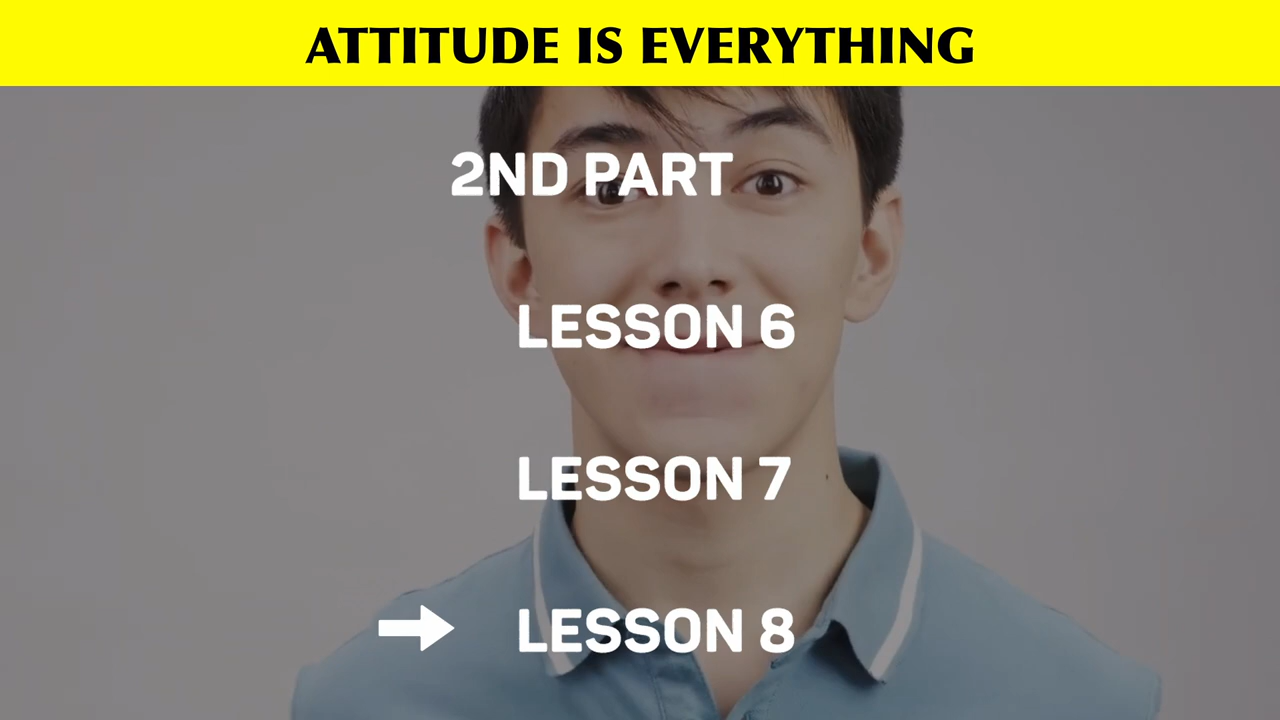 ATTITUDE IS EVERYTHING
2ND PART
LESSON 6
LESSON 7
LESSON 8